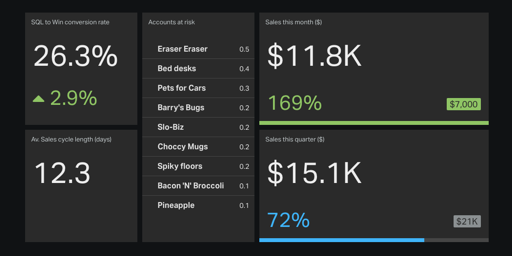 SQL to Win conversion rate
26.3%
2.9%
Av. Sales cycle length (days)
12.3
Accounts at risk
Eraser Eraser 0.5
Bed desks 0.4
Pets for Cars 0.3
Barry's Bugs 0.2
Slo-Biz 0.2
Choccy Mugs 0.2
Spiky floors 0.2
Bacon 'N' Broccoli 0.1
Pineapple 0.1
Sales this month ($)
$11.8K
169% $7,000
Sales this quarter ($)
$15.1K
72% $21K